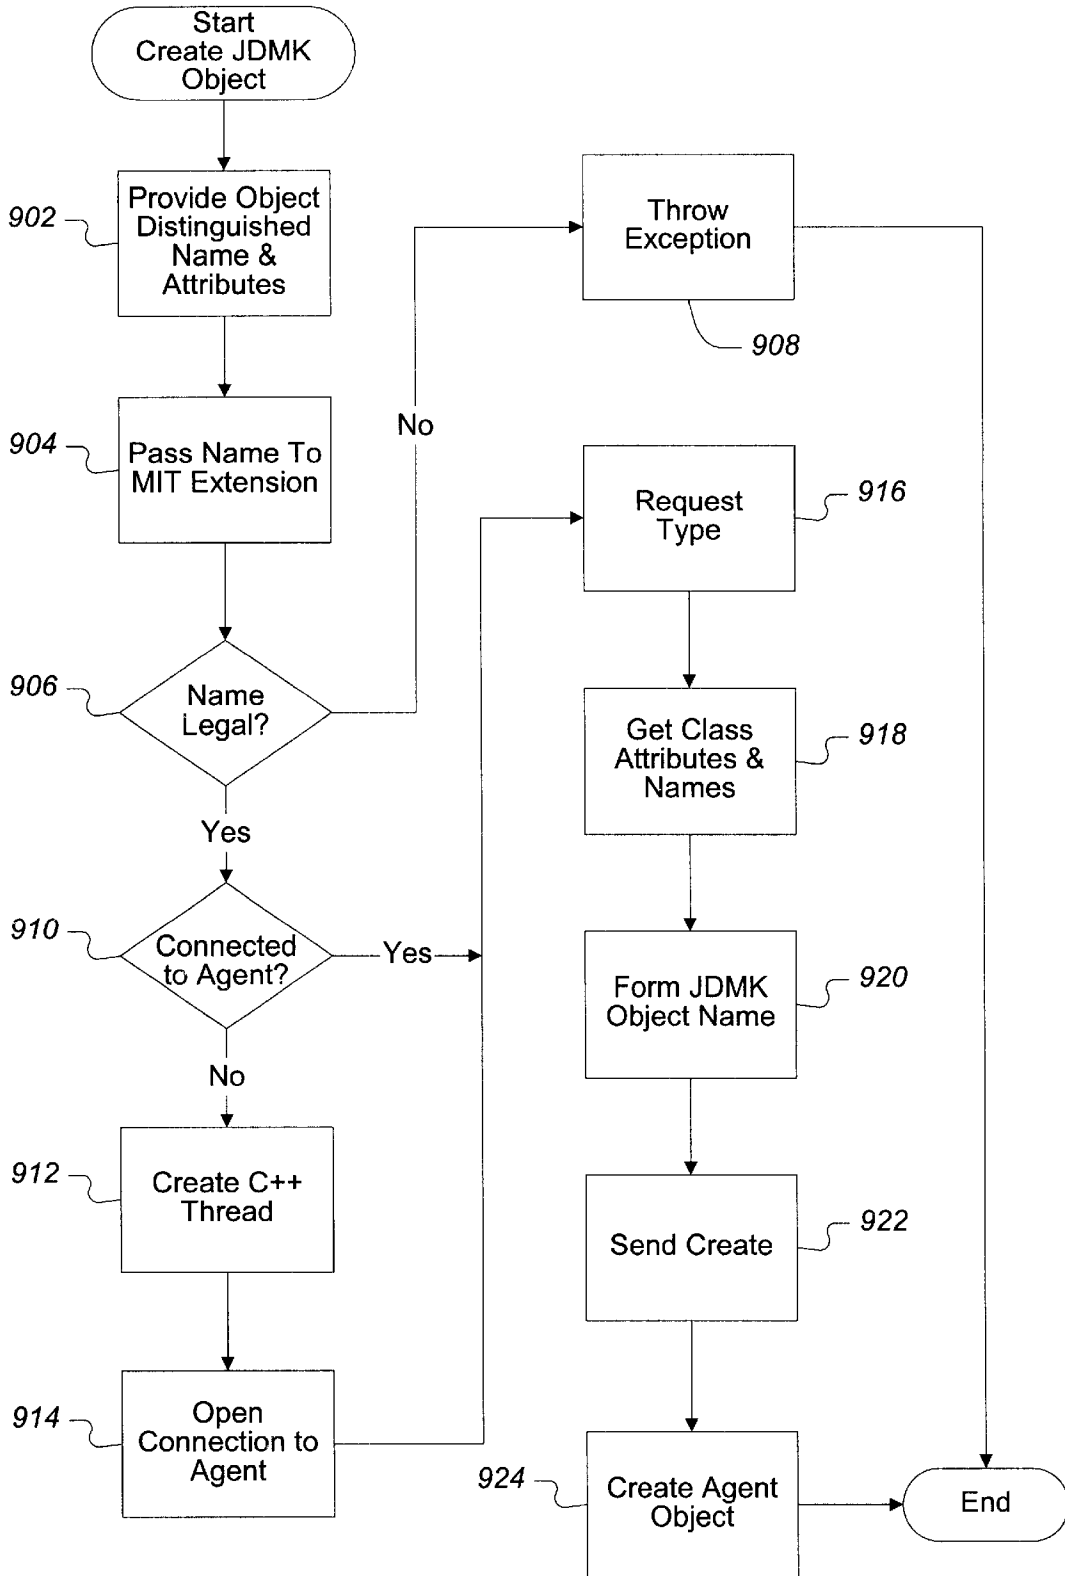 Start
Create JDMK
Object
902
Provide Object
Distinguished
Name &
Attributes
904
Pass Name To
MIT Extension
906
Name
Legal?
No
Yes
Throw
Exception
908
910
Connected
to Agent?
Yes
No
912
Create C++
Thread
914
Open
Connection to
Agent
Request
Type
916
Get Class
Attributes &
Names
918
Form JDMK
Object Name
920
Send Create
922
924
Create Agent
Object
End